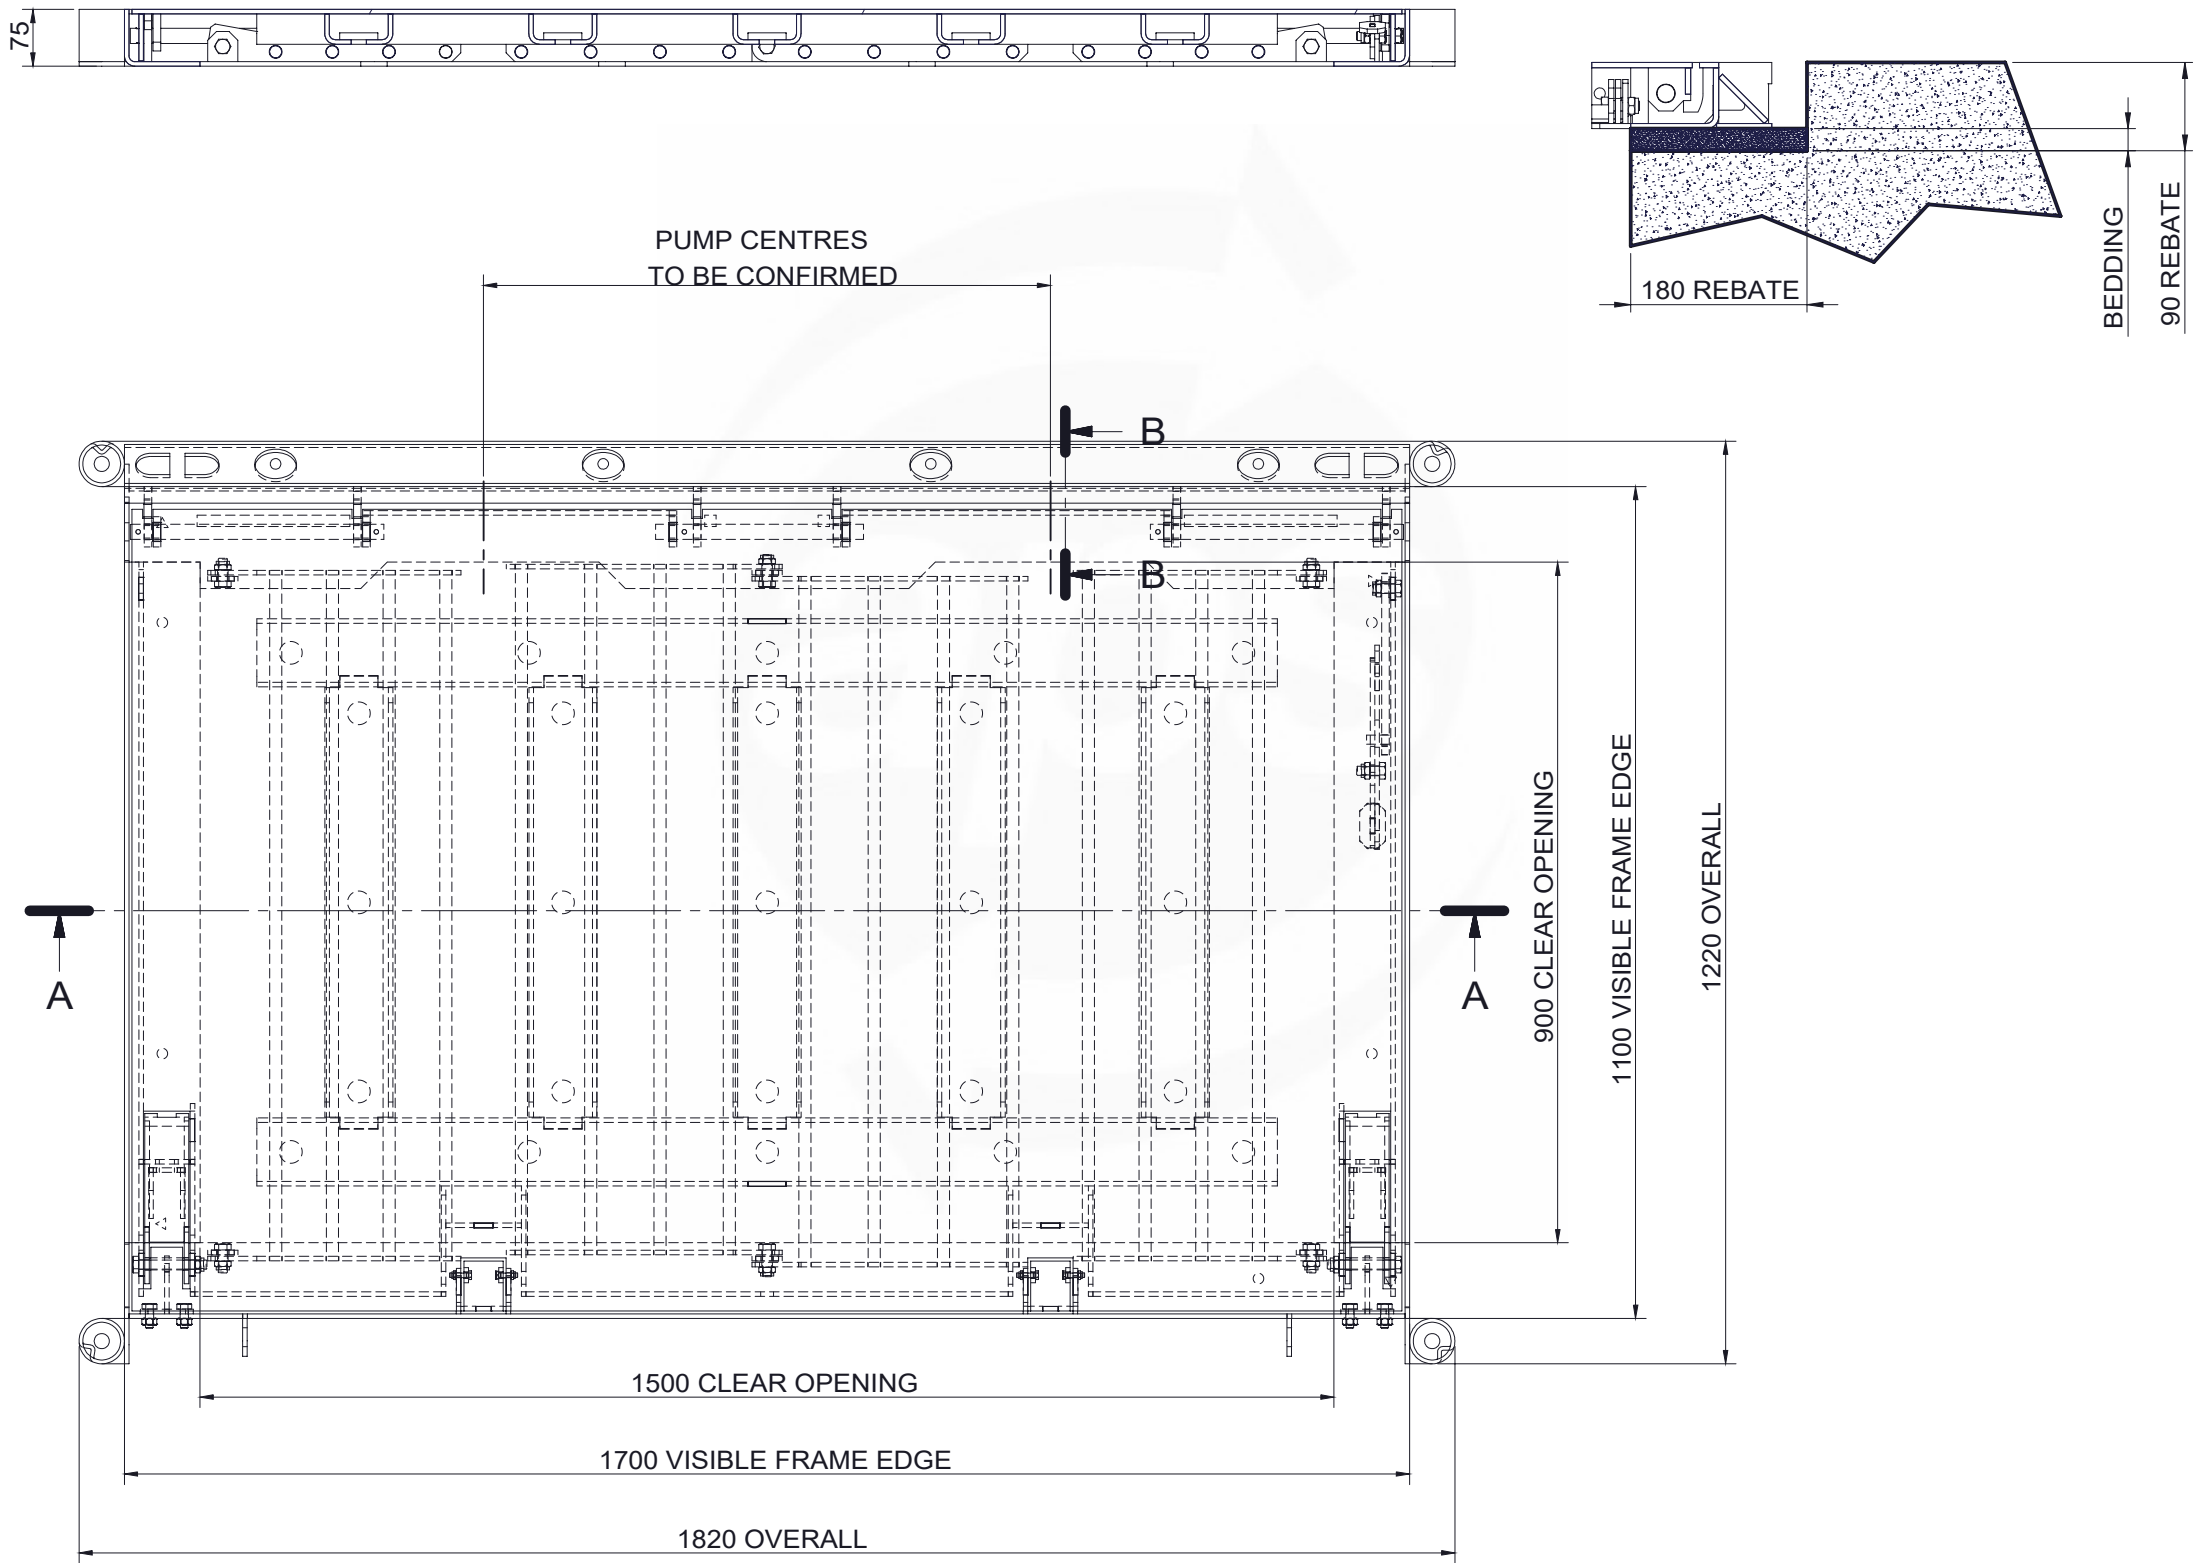 75
PUMP CENTRES
TO BE CONFIRMED
180 REBATE
BEDDING
90 REBATE
B
B
A
A
900 CLEAR OPENING
1100 VISIBLE FRAME EDGE
1220 OVERALL
1500 CLEAR OPENING
1700 VISIBLE FRAME EDGE
1820 OVERALL